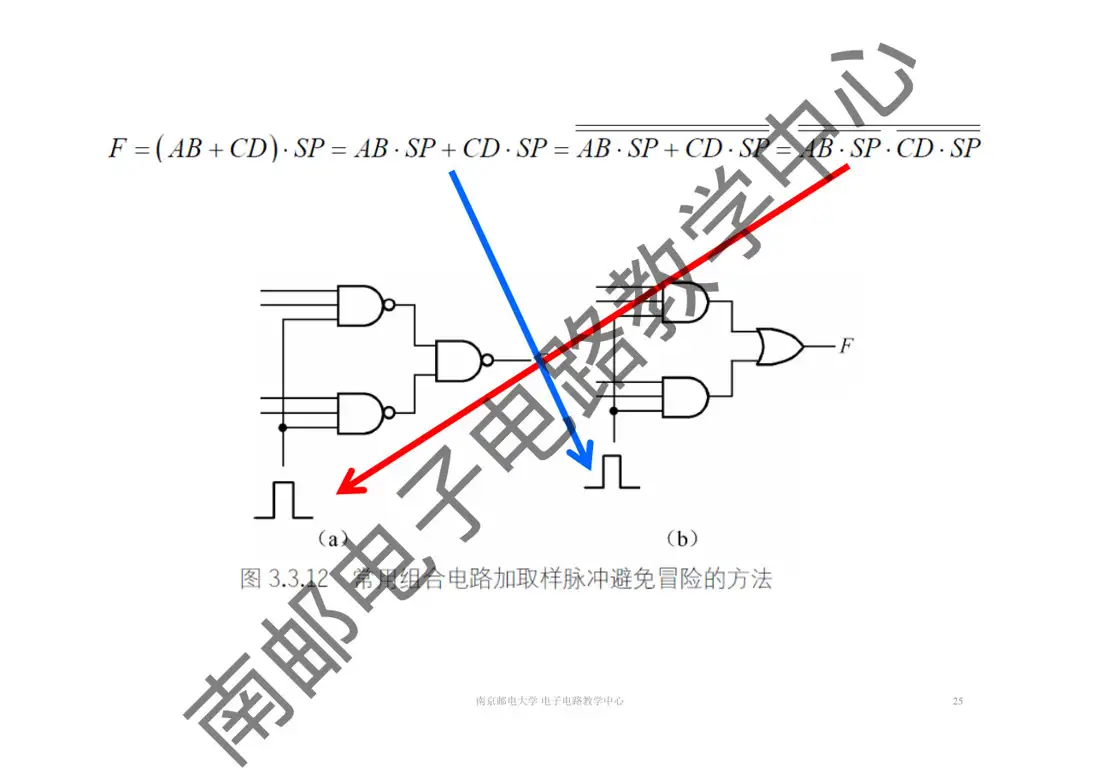 F = (AB + CD) · SP = AB · SP + CD · SP = \overline{\overline{AB · SP + CD · SP}} = \overline{\overline{AB · SP} · \overline{CD · SP}}
F
(a)
(b)
图 3.3.12 常用组合电路加取样脉冲避免冒险的方法
南邮电子电路教学中心
南京邮电大学 电子电路教学中心
25